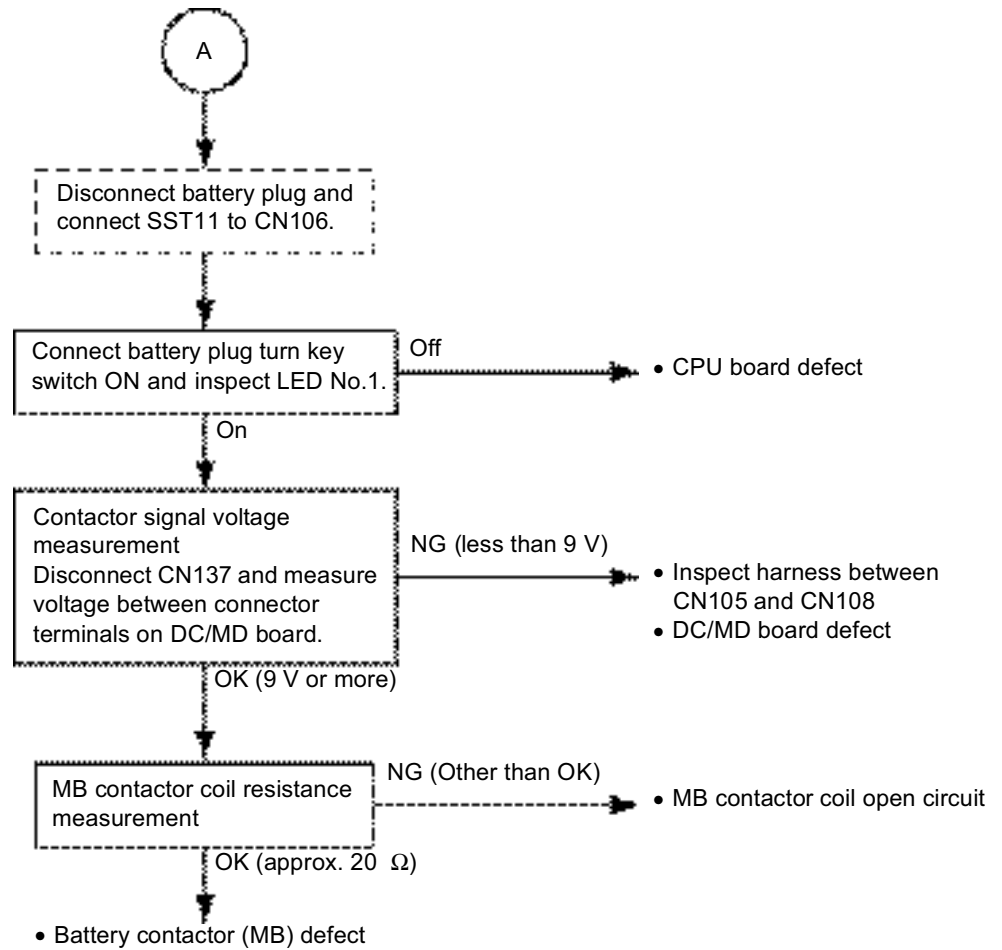 A
Disconnect battery plug and
connect SST11 to CN106.
Connect battery plug turn key
switch ON and inspect LED No.1.
Off
• CPU board defect
On
Contactor signal voltage
measurement
Disconnect CN137 and measure
voltage between connector
terminals on DC/MD board.
NG (less than 9 V)
• Inspect harness between
CN105 and CN108
• DC/MD board defect
OK (9 V or more)
MB contactor coil resistance
measurement
NG (Other than OK)
• MB contactor coil open circuit
OK (approx. 20 Ω)
• Battery contactor (MB) defect